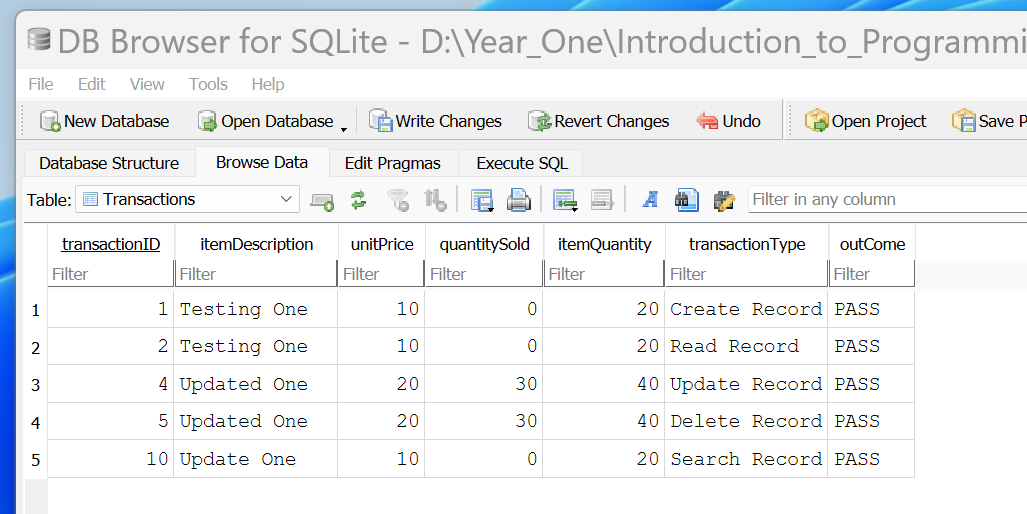 DB Browser for SQLite - D:\Year_One\Introduction_to_Programmi
File Edit View Tools Help
New Database Open Database Write Changes Revert Changes Undo Open Project Save P
Database Structure Browse Data Edit Pragmas Execute SQL
Table: Transactions Filter in any column
transactionID itemDescription unitPrice quantitySold itemQuantity transactionType outCome
Filter Filter Filter Filter Filter Filter Filter
1 1 Testing One 10 0 20 Create Record PASS
2 2 Testing One 10 0 20 Read Record PASS
3 4 Updated One 20 30 40 Update Record PASS
4 5 Updated One 20 30 40 Delete Record PASS
5 10 Update One 10 0 20 Search Record PASS